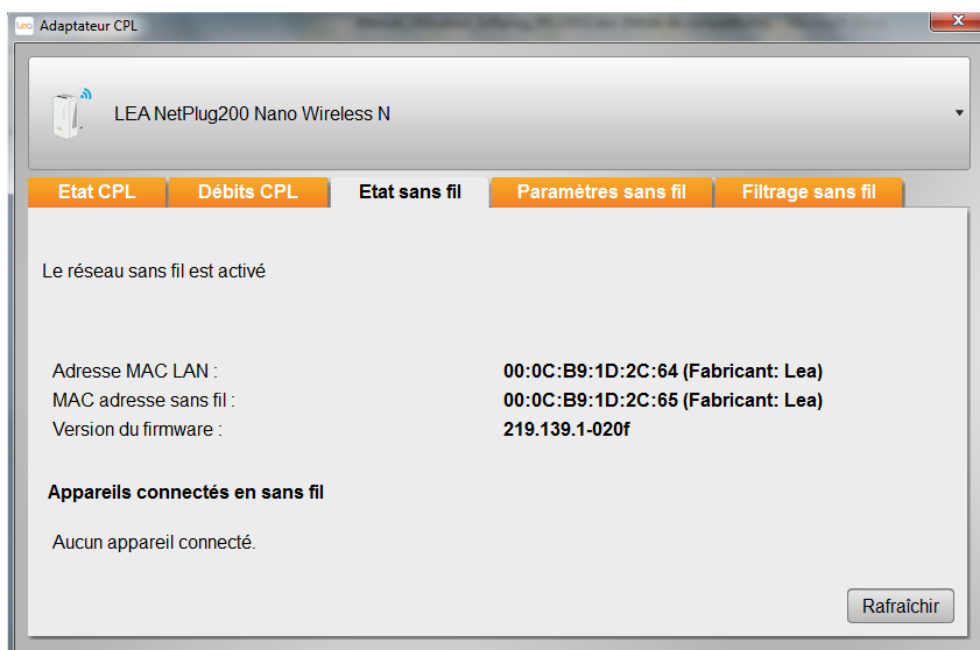 Lea Adaptateur CPL
LEA NetPlug200 Nano Wireless N
Etat CPL Débits CPL Etat sans fil Paramètres sans fil Filtrage sans fil
Le réseau sans fil est activé
Adresse MAC LAN : 00:0C:B9:1D:2C:64 (Fabricant: Lea)
MAC adresse sans fil : 00:0C:B9:1D:2C:65 (Fabricant: Lea)
Version du firmware : 219.139.1-020f
Appareils connectés en sans fil
Aucun appareil connecté.
Rafraîchir